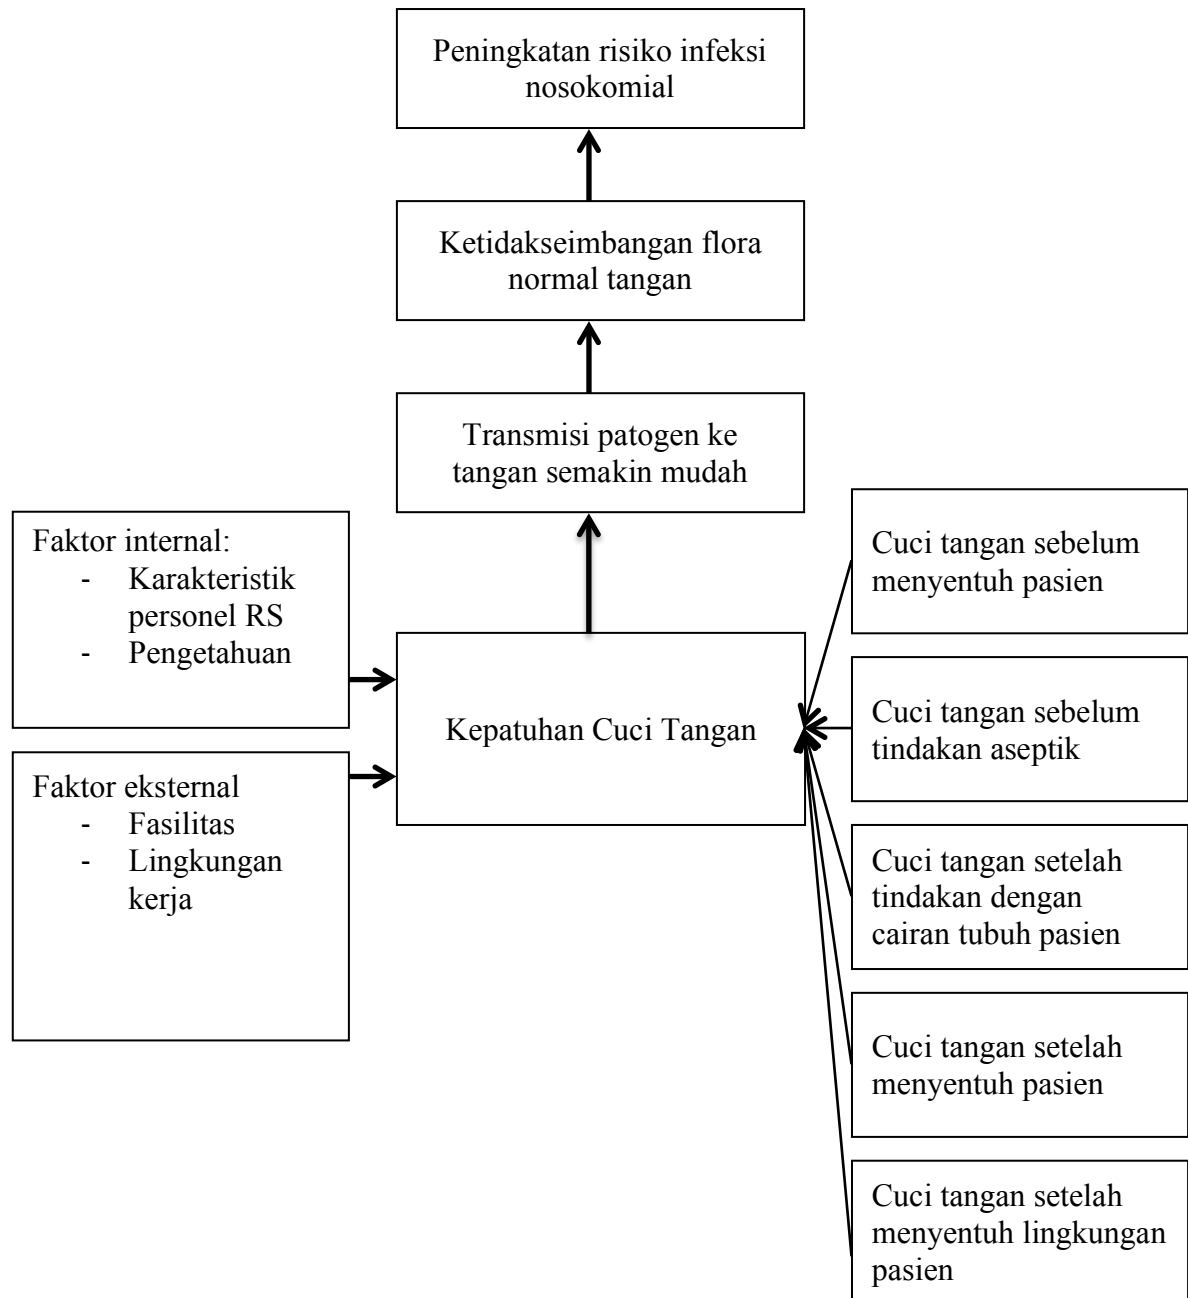 Peningkatan risiko infeksi
nosokomial
Ketidakseimbangan flora
normal tangan
Transmisi patogen ke
tangan semakin mudah
Faktor internal:
- Karakteristik
personel RS
- Pengetahuan
Faktor eksternal
- Fasilitas
- Lingkungan
kerja
Kepatuhan Cuci Tangan
Cuci tangan sebelum
menyentuh pasien
Cuci tangan sebelum
tindakan aseptik
Cuci tangan setelah
tindakan dengan
cairan tubuh pasien
Cuci tangan setelah
menyentuh pasien
Cuci tangan setelah
menyentuh lingkungan
pasien